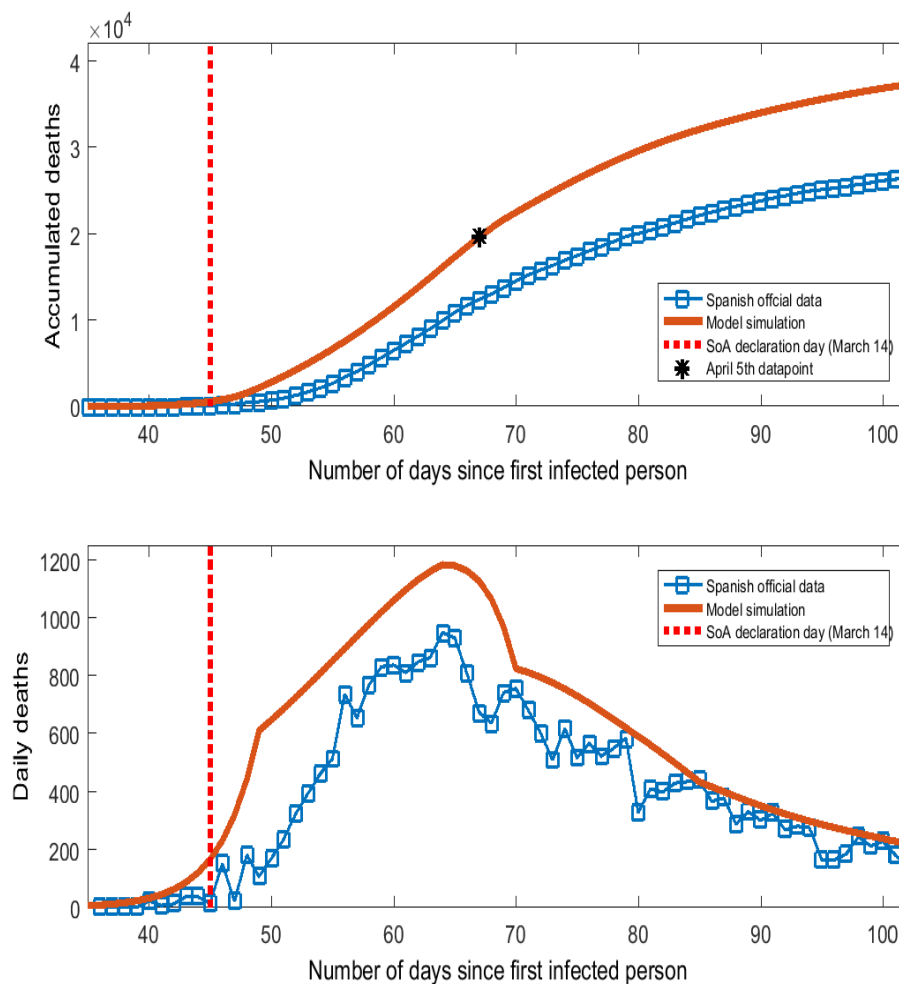 ×10⁴
4
3
2
1
0
Accumulated deaths
40 50 60 70 80 90 100
Number of days since first infected person
Spanish offcial data
Model simulation
SoA declaration day (March 14)
April 5th datapoint
1200
1000
800
600
400
200
0
Daily deaths
40 50 60 70 80 90 100
Number of days since first infected person
Spanish official data
Model simulation
SoA declaration day (March 14)